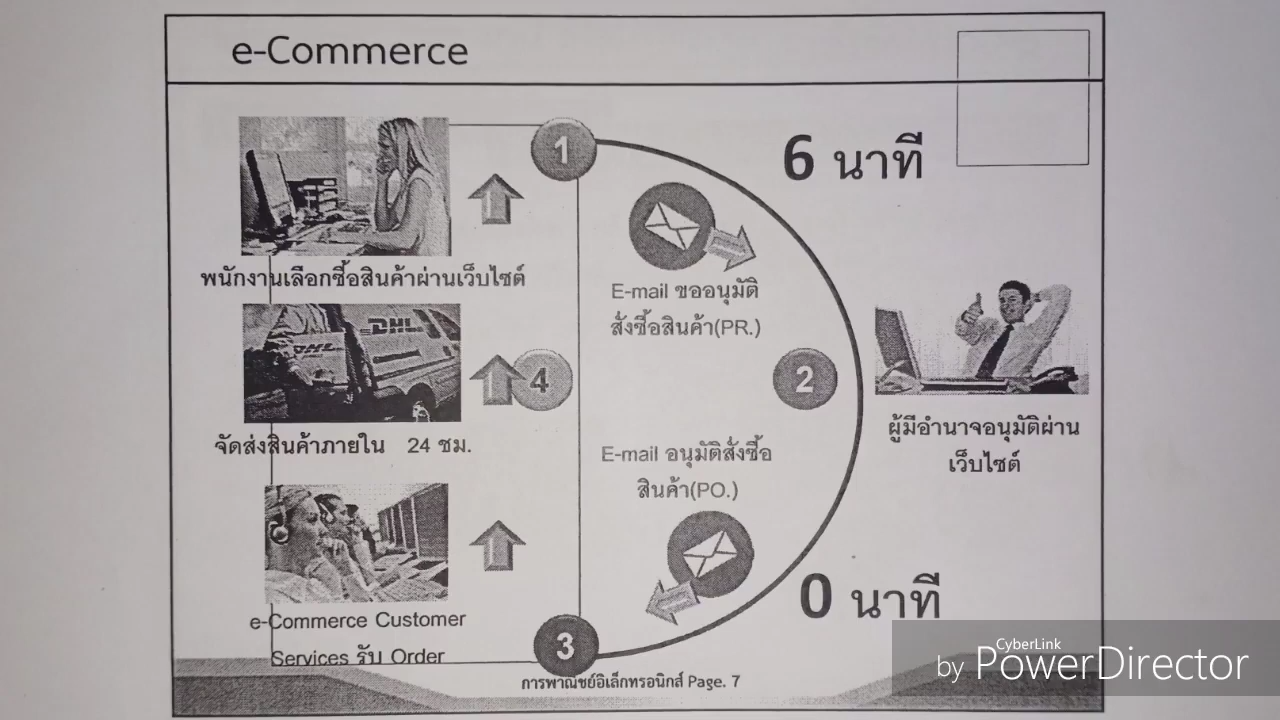 e-Commerce
1
6 นาที
พนักงานเลือกซื้อสินค้าผ่านเว็บไซต์
E-mail ขออนุมัติ
สั่งซื้อสินค้า(PR.)
DHL
DHL
4
2
จัดส่งสินค้าภายใน 24 ชม.
ผู้มีอำนาจอนุมัติผ่าน
เว็บไซต์
E-mail อนุมัติสั่งซื้อ
สินค้า(PO.)
0 นาที
e-Commerce Customer
Services รับ Order
3
การพาณิชย์อิเล็กทรอนิกส์ Page. 7
CyberLink
by PowerDirector